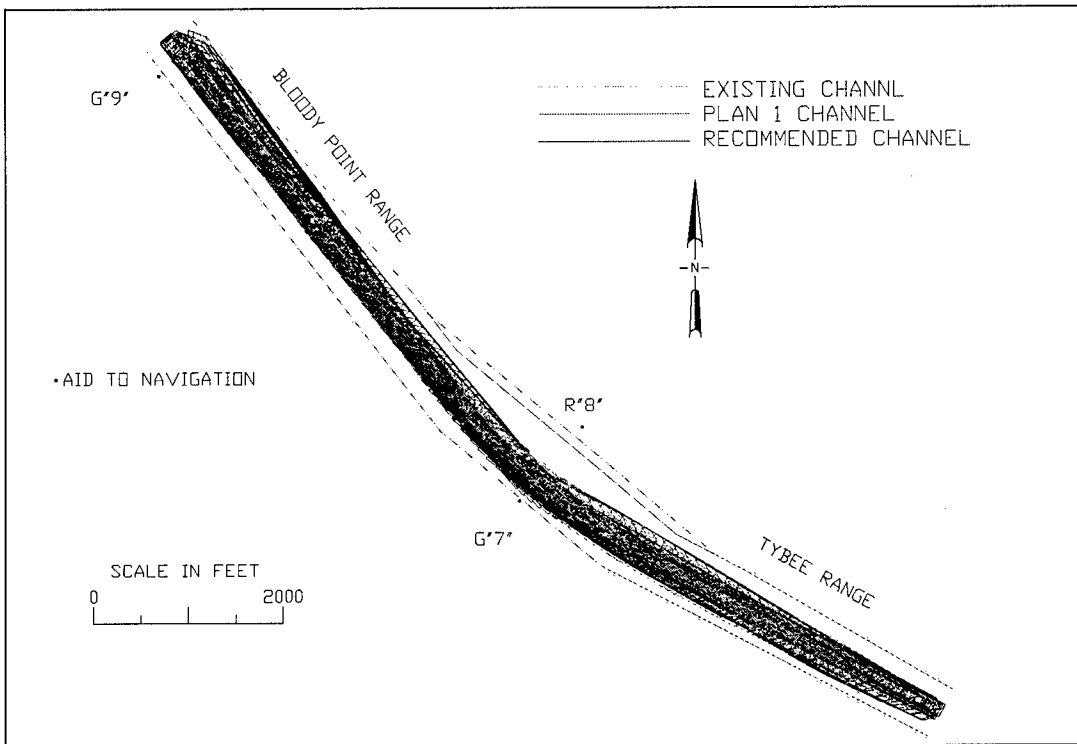 G"9"
BLOODY POINT RANGE
EXISTING CHANNL
PLAN 1 CHANNEL
RECOMMENDED CHANNEL
-N-
•AID TO NAVIGATION
R"8"
G"7"
SCALE IN FEET
0 2000
TYBEE RANGE